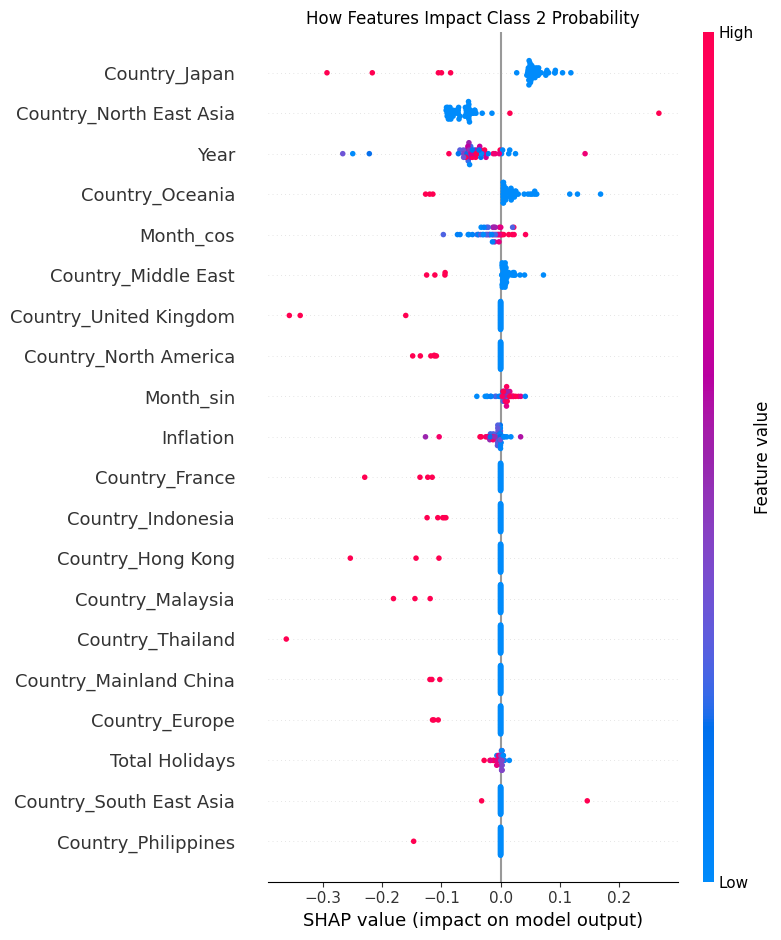 How Features Impact Class 2 Probability
High
Country_Japan
Country_North East Asia
Year
Country_Oceania
Month_cos
Country_Middle East
Country_United Kingdom
Country_North America
Month_sin
Inflation
Country_France
Country_Indonesia
Country_Hong Kong
Country_Malaysia
Country_Thailand
Country_Mainland China
Country_Europe
Total Holidays
Country_South East Asia
Country_Philippines
Feature value
Low
−0.3 −0.2 −0.1 0.0 0.1 0.2
SHAP value (impact on model output)